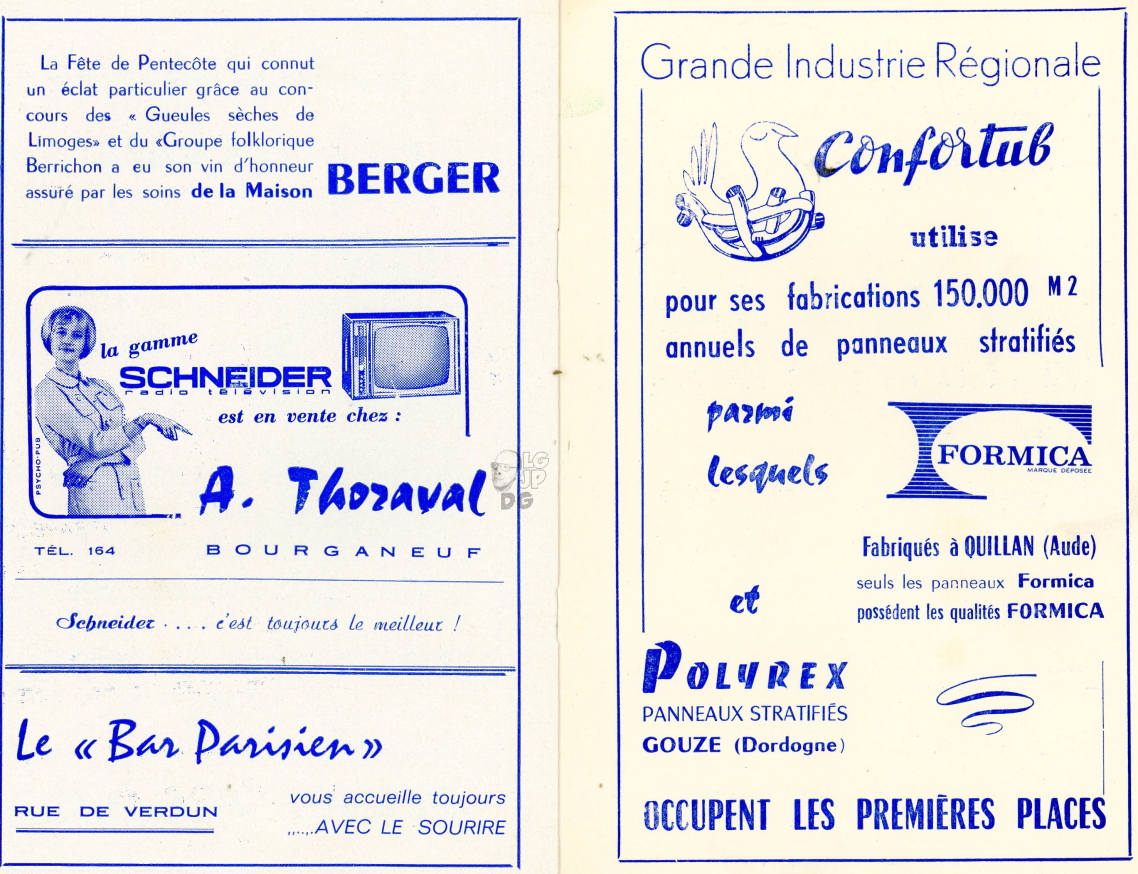 La Fête de Pentecôte qui connut
un éclat particulier grâce au con-
cours des « Gueules sèches de
Limoges» et du «Groupe folklorique
Berrichon a eu son vin d'honneur
assuré par les soins de la Maison BERGER
la gamme
SCHNEIDER
radio télévision
est en vente chez :
PSYCHO-PUB
A. Thoraval
TÉL. 164
BOURGANEUF
Schneider . . . . c'est toujours le meilleur !
Le « Bar Parisien »
RUE DE VERDUN
vous accueille toujours
,,..,..AVEC LE SOURIRE
LG
JP
DG
Grande Industrie Régionale
Confortub
utilise
pour ses fabrications 150.000 M2
annuels de panneaux stratifiés
parmi
lesquels
FORMICA
MARQUE DÉPOSÉE
Fabriqués à QUILLAN (Aude)
seuls les panneaux Formica
possédent les qualités FORMICA
et
POLYREX
PANNEAUX STRATIFIÉS
GOUZE (Dordogne)
OCCUPENT LES PREMIÈRES PLACES